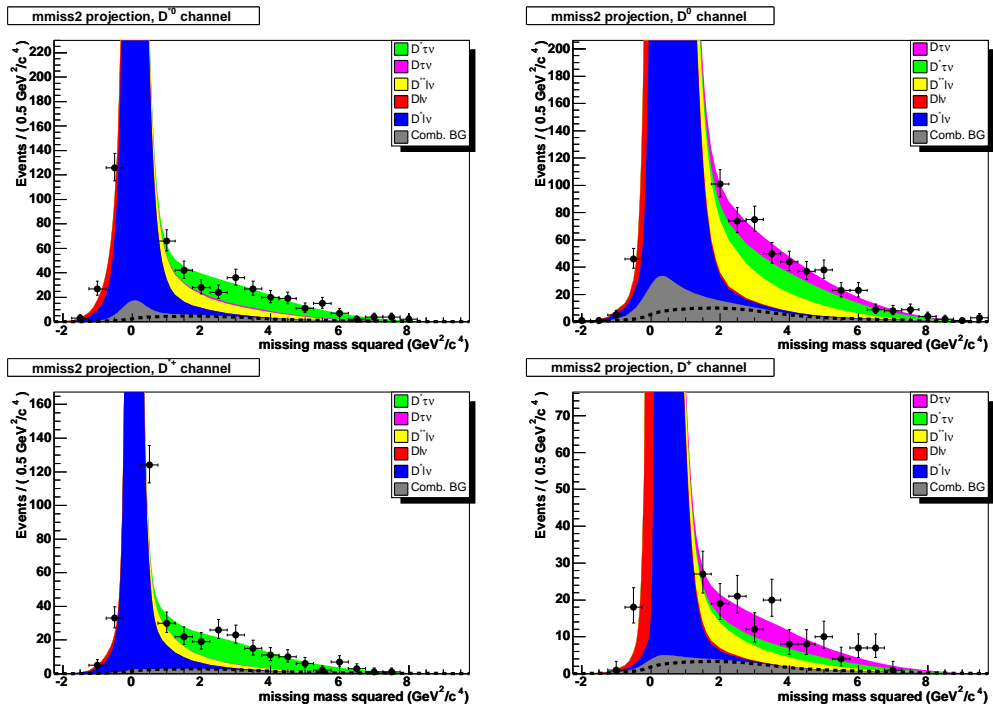 mmiss2 projection, D*0 channel
Events / ( 0.5 GeV²/c⁴ )
220
200
180
160
140
120
100
80
60
40
20
0
D*τν
Dτν
D**lν
Dlν
D*lν
Comb. BG
-2 0 2 4 6 8
missing mass squared (GeV²/c⁴)
mmiss2 projection, D⁰ channel
Events / ( 0.5 GeV²/c⁴ )
200
180
160
140
120
100
80
60
40
20
0
Dτν
D*τν
D**lν
Dlν
D*lν
Comb. BG
-2 0 2 4 6 8
missing mass squared (GeV²/c⁴)
mmiss2 projection, D*+ channel
Events / ( 0.5 GeV²/c⁴ )
160
140
120
100
80
60
40
20
0
D*τν
Dτν
D**lν
Dlν
D*lν
Comb. BG
-2 0 2 4 6 8
missing mass squared (GeV²/c⁴)
mmiss2 projection, D⁺ channel
Events / ( 0.5 GeV²/c⁴ )
70
60
50
40
30
20
10
0
Dτν
D*τν
D**lν
Dlν
D*lν
Comb. BG
-2 0 2 4 6 8
missing mass squared (GeV²/c⁴)